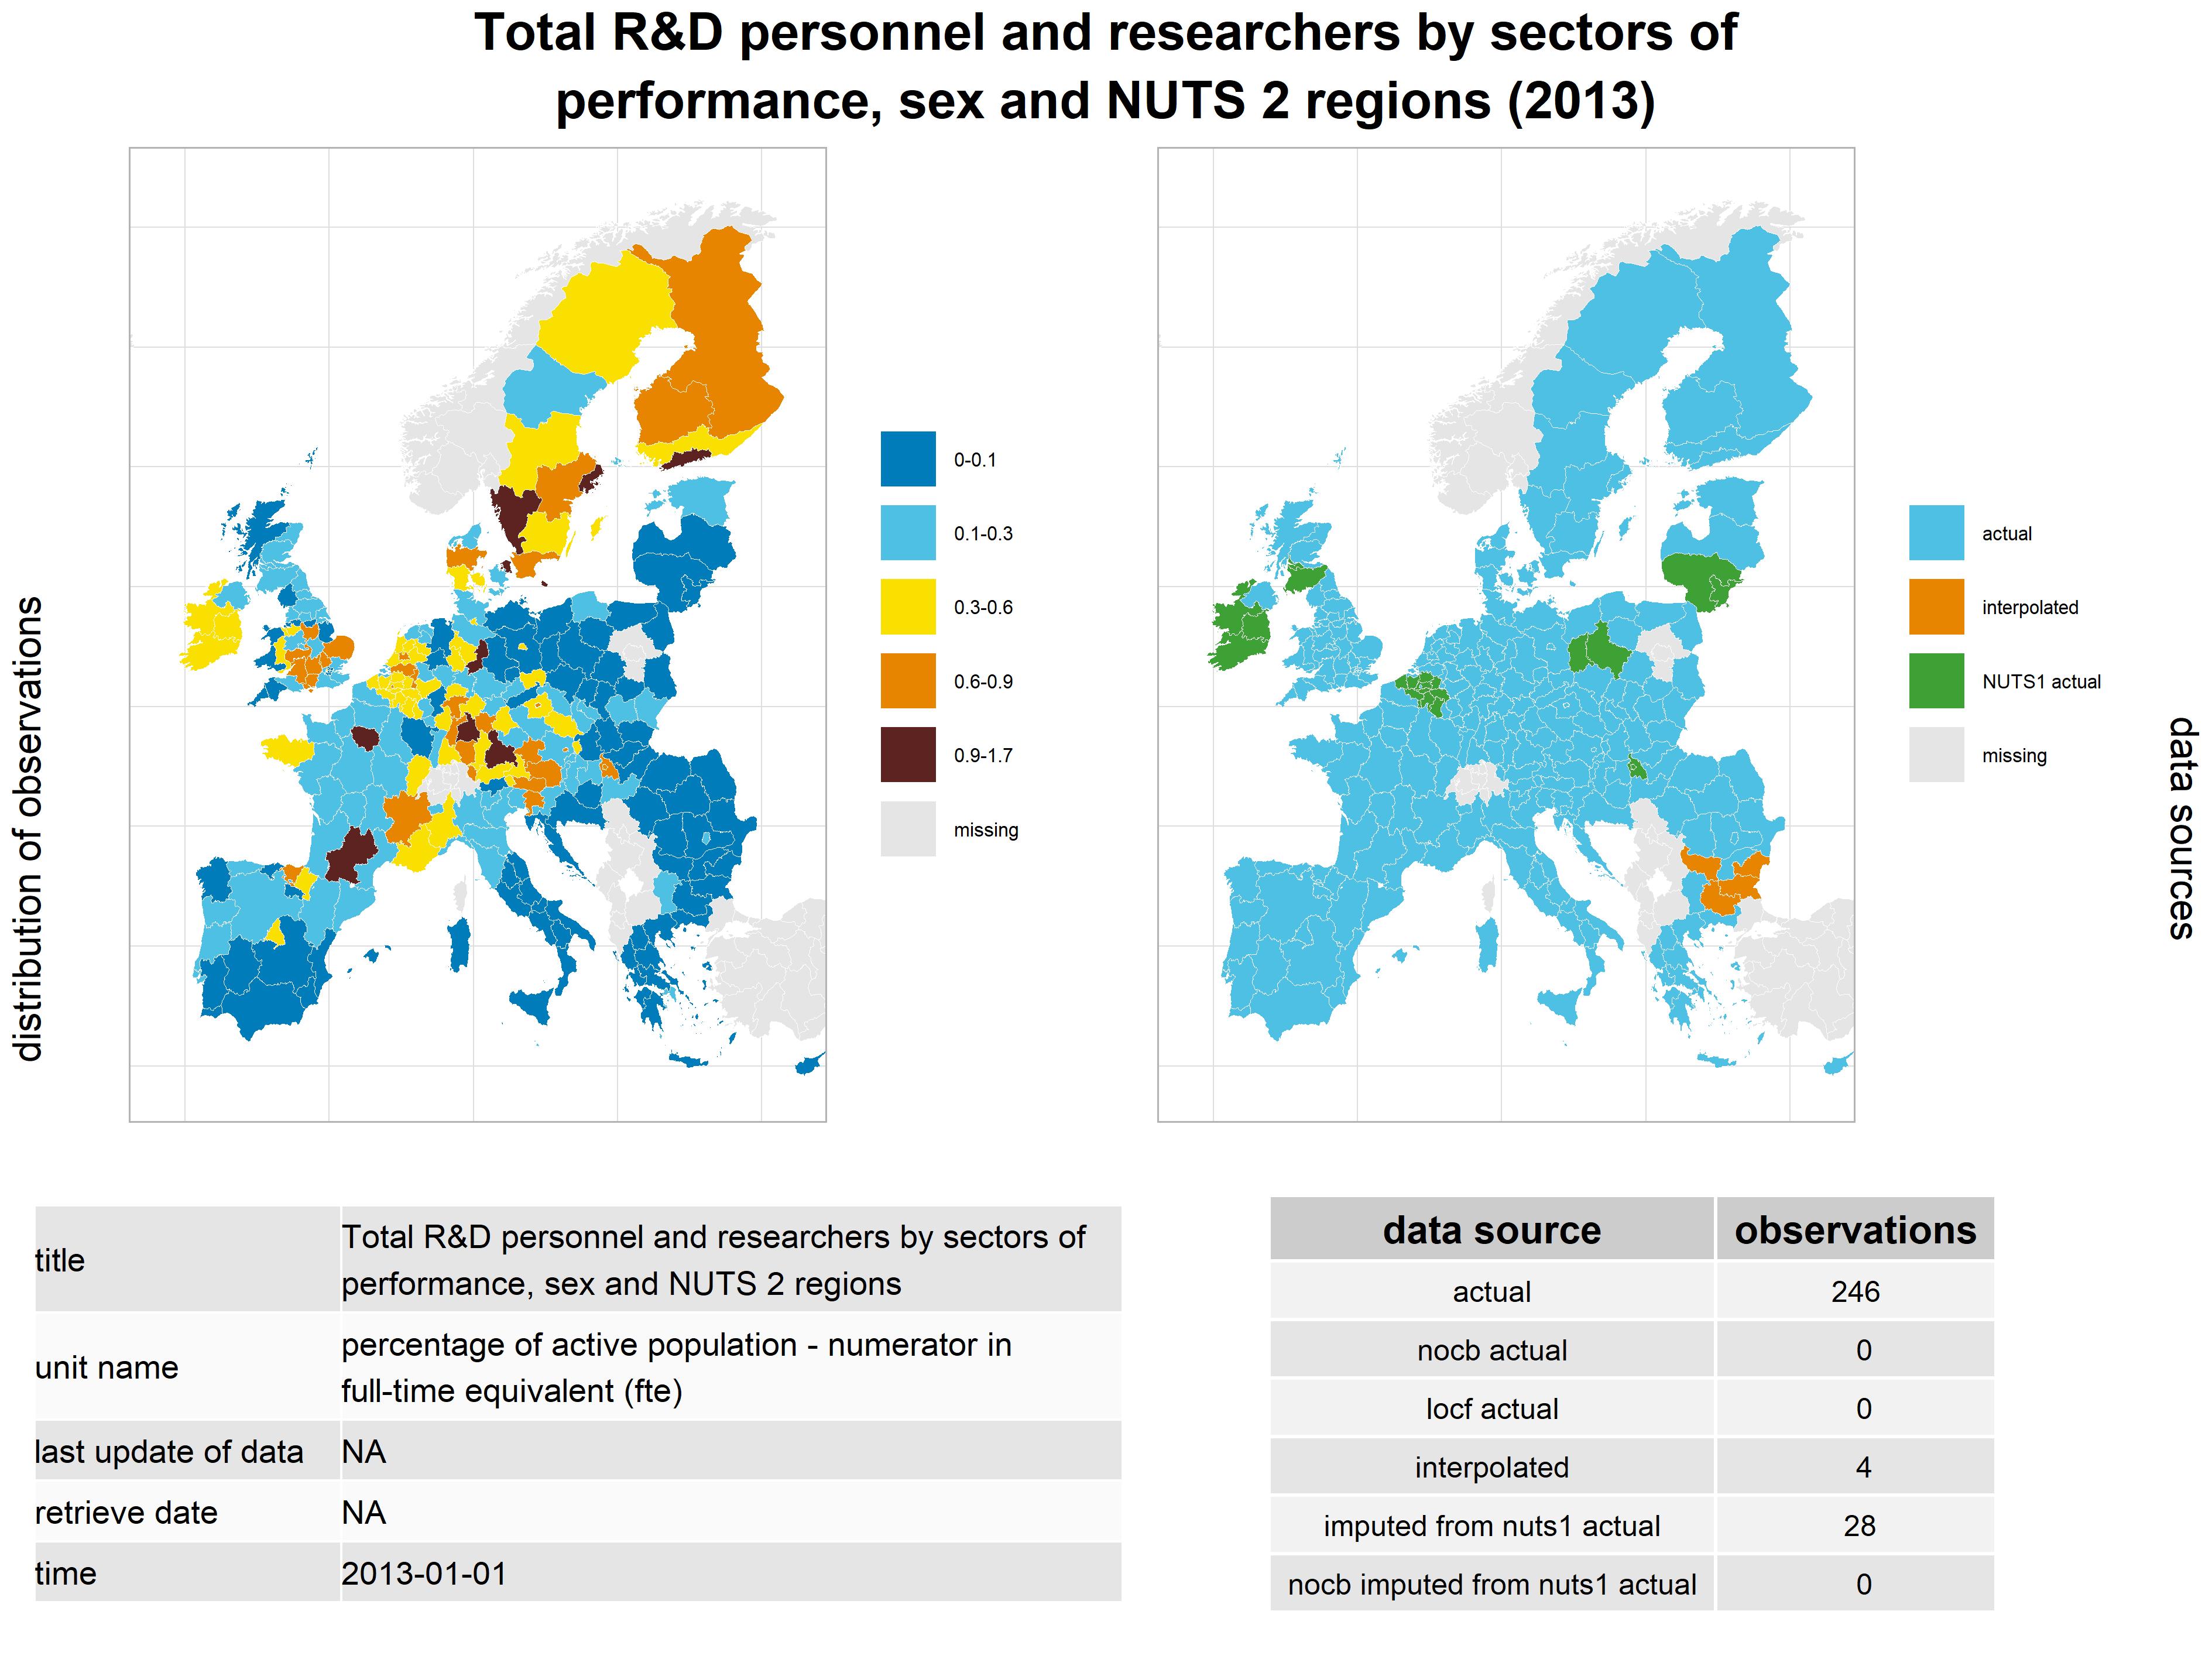 Total R&D personnel and researchers by sectors of
performance, sex and NUTS 2 regions (2013)
distribution of observations
0-0.1
0.1-0.3
0.3-0.6
0.6-0.9
0.9-1.7
missing
actual
interpolated
NUTS1 actual
missing
data sources
title
Total R&D personnel and researchers by sectors of
performance, sex and NUTS 2 regions
unit name
percentage of active population - numerator in
full-time equivalent (fte)
last update of data NA
retrieve date NA
time 2013-01-01
data source observations
actual 246
nocb actual 0
locf actual 0
interpolated 4
imputed from nuts1 actual 28
nocb imputed from nuts1 actual 0